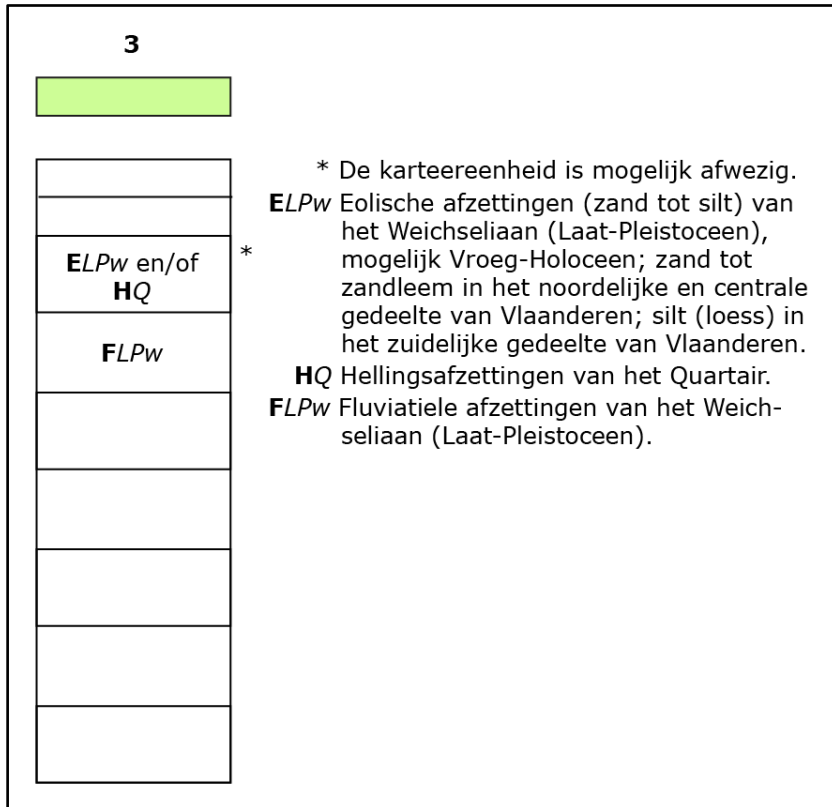 3
ELPw en/of
HQ
*
FLPw
* De karteereenheid is mogelijk afwezig.
ELPw Eolische afzettingen (zand tot silt) van
het Weichseliaan (Laat-Pleistoceen),
mogelijk Vroeg-Holoceen; zand tot
zandleem in het noordelijke en centrale
gedeelte van Vlaanderen; silt (loess) in
het zuidelijke gedeelte van Vlaanderen.
HQ Hellingsafzettingen van het Quartair.
FLPw Fluviatiele afzettingen van het Weich-
seliaan (Laat-Pleistoceen).